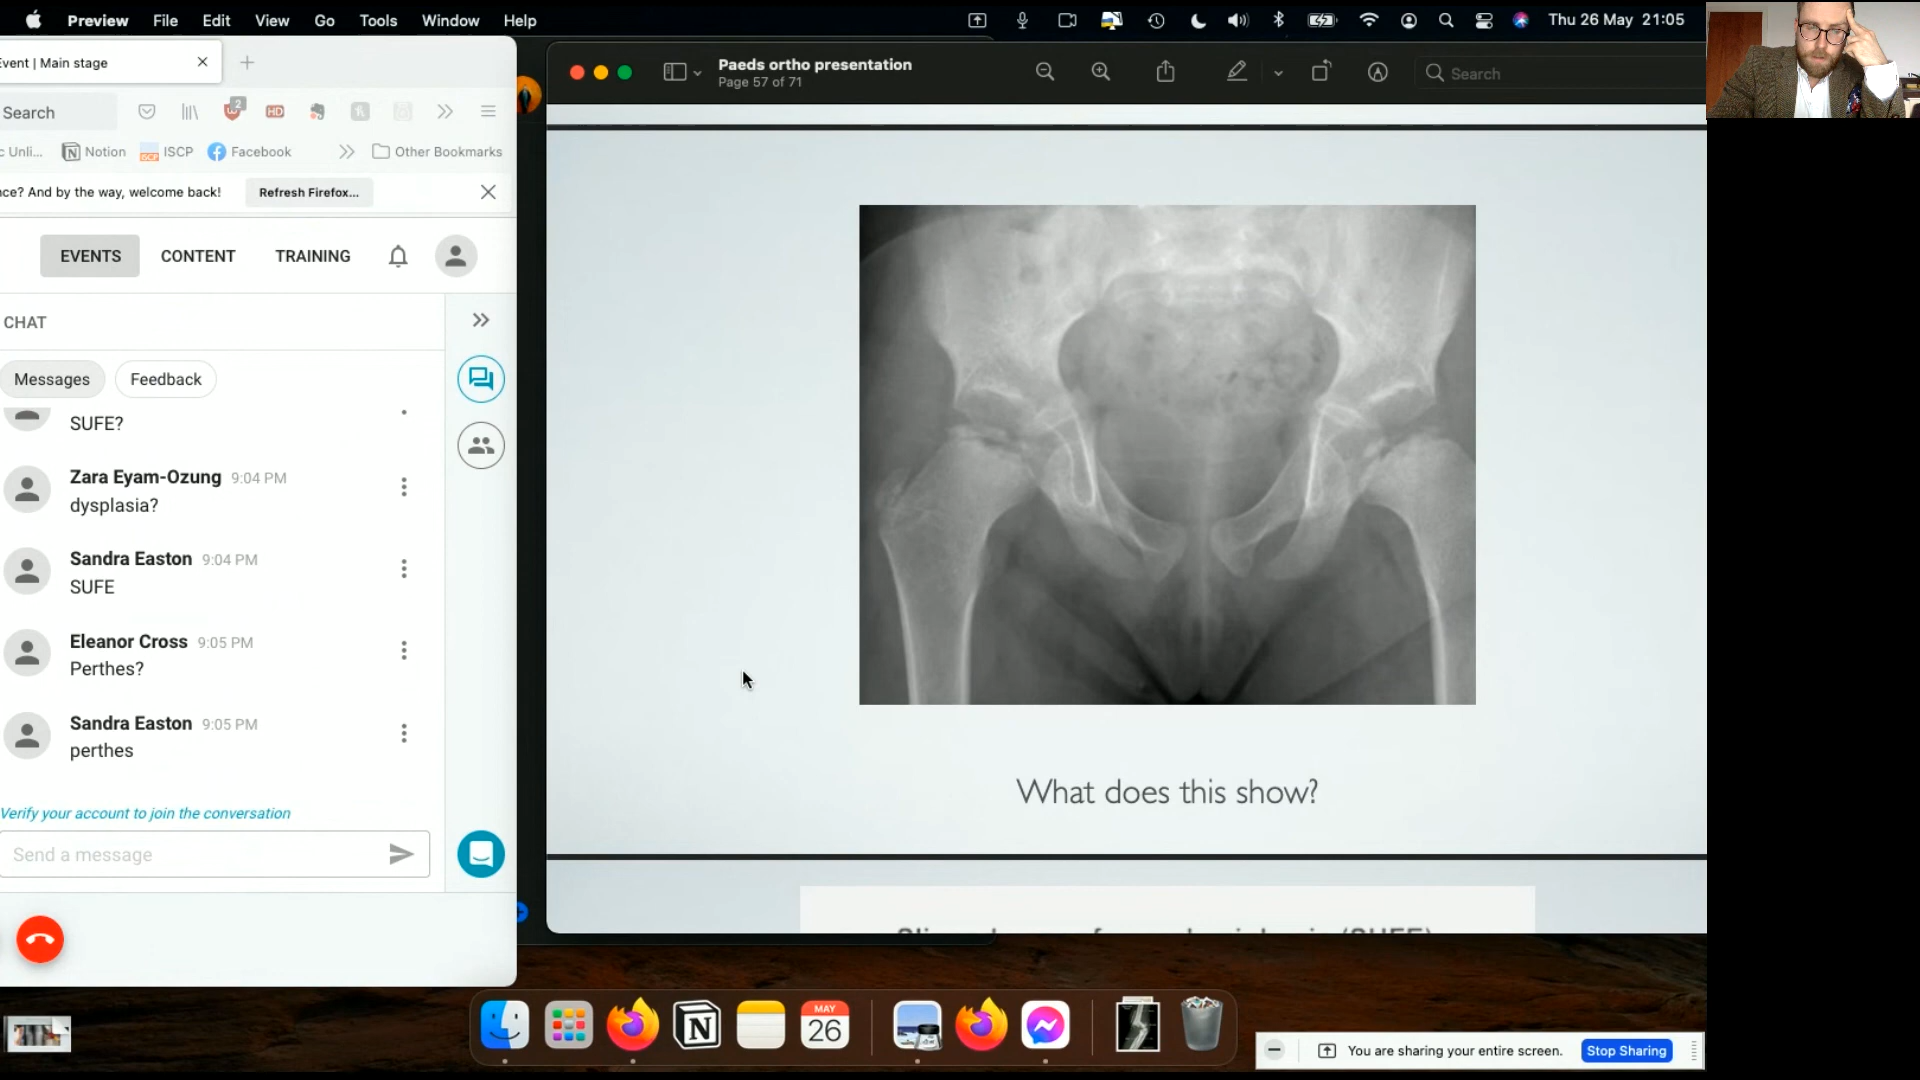 Preview File Edit View Go Tools Window Help
Thu 26 May 21:05
Event | Main stage
Search
2
HD
c Unli... Notion ISCP Facebook Other Bookmarks
nce? And by the way, welcome back! Refresh Firefox...
EVENTS CONTENT TRAINING
CHAT
Messages Feedback
SUFE?
Zara Eyam-Ozung 9:04 PM
dysplasia?
Sandra Easton 9:04 PM
SUFE
Eleanor Cross 9:05 PM
Perthes?
Sandra Easton 9:05 PM
perthes
Verify your account to join the conversation
Send a message
Paeds ortho presentation
Page 57 of 71
Search
What does this show?
MAY
26
You are sharing your entire screen. Stop Sharing